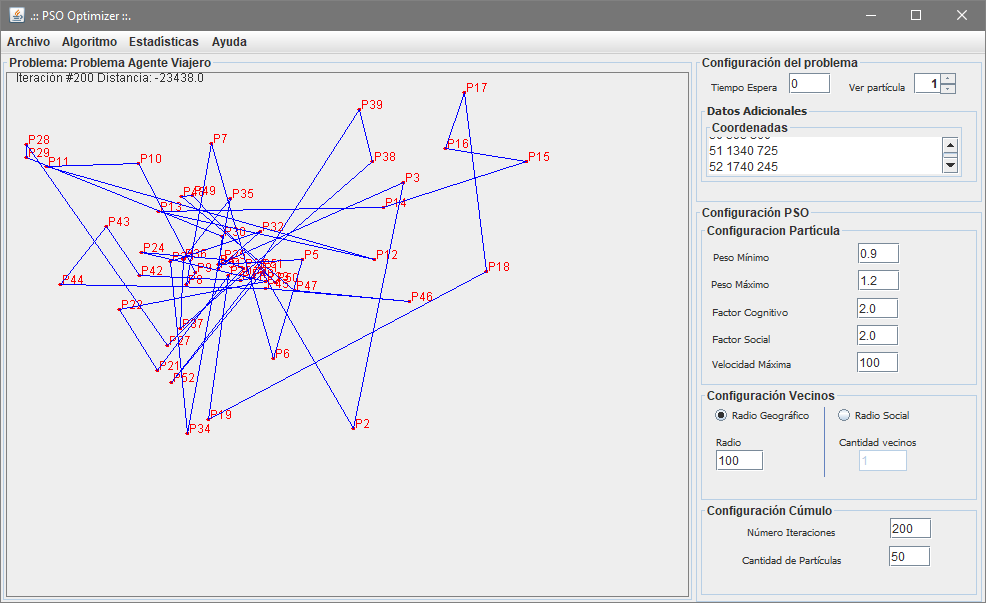 .:: PSO Optimizer ::.
Archivo Algoritmo Estadísticas Ayuda
Problema: Problema Agente Viajero
Iteración #200 Distancia: -23438.0
P17
P39
P28
P7
P16
P29
P11
P10
P38
P15
P3
P49
P35
P13
P14
P43
P32
P30
P24
P5
P12
P9
P18
P42
P44
P8
P47
P46
P22
P37
P27
P6
P21
P52
P19
P34
P2
Configuración del problema
Tiempo Espera 0 Ver partícula 1
Datos Adicionales
Coordenadas
51 1340 725
52 1740 245
Configuración PSO
Configuracion Partícula
Peso Mínimo 0.9
Peso Máximo 1.2
Factor Cognitivo 2.0
Factor Social 2.0
Velocidad Máxima 100
Configuración Vecinos
Radio Geográfico Radio Social
Radio Cantidad vecinos
100 1
Configuración Cúmulo
Número Iteraciones 200
Cantidad de Partículas 50